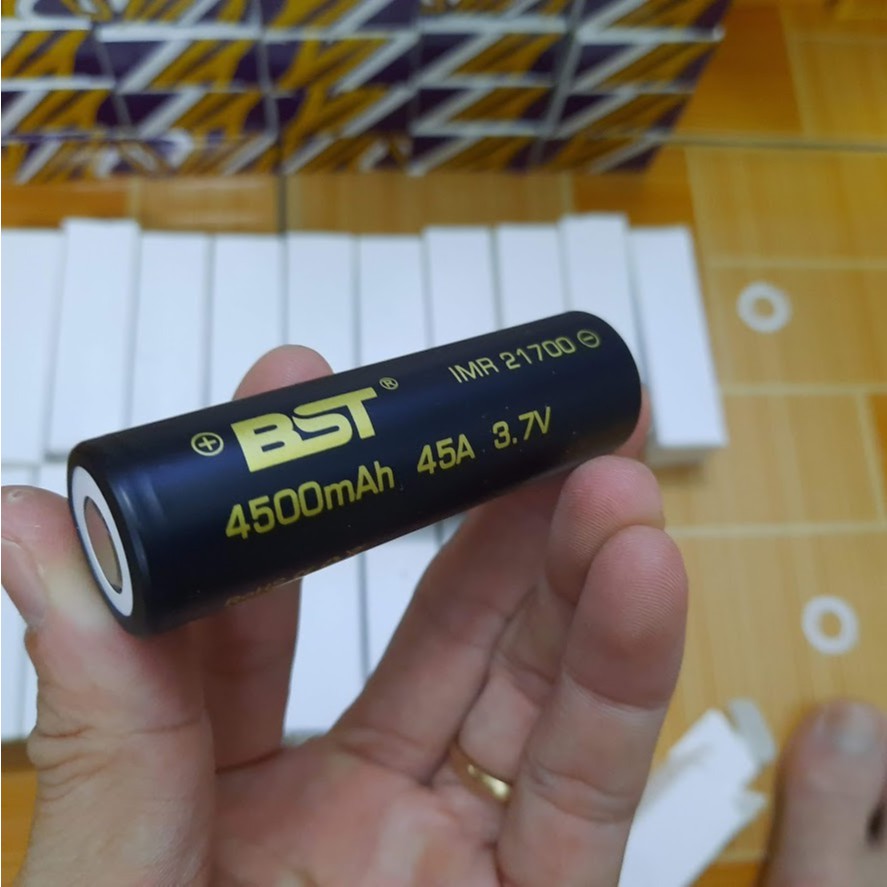 ⊕ BST® IMR 21700 ⊖
4500mAh 45A 3.7V